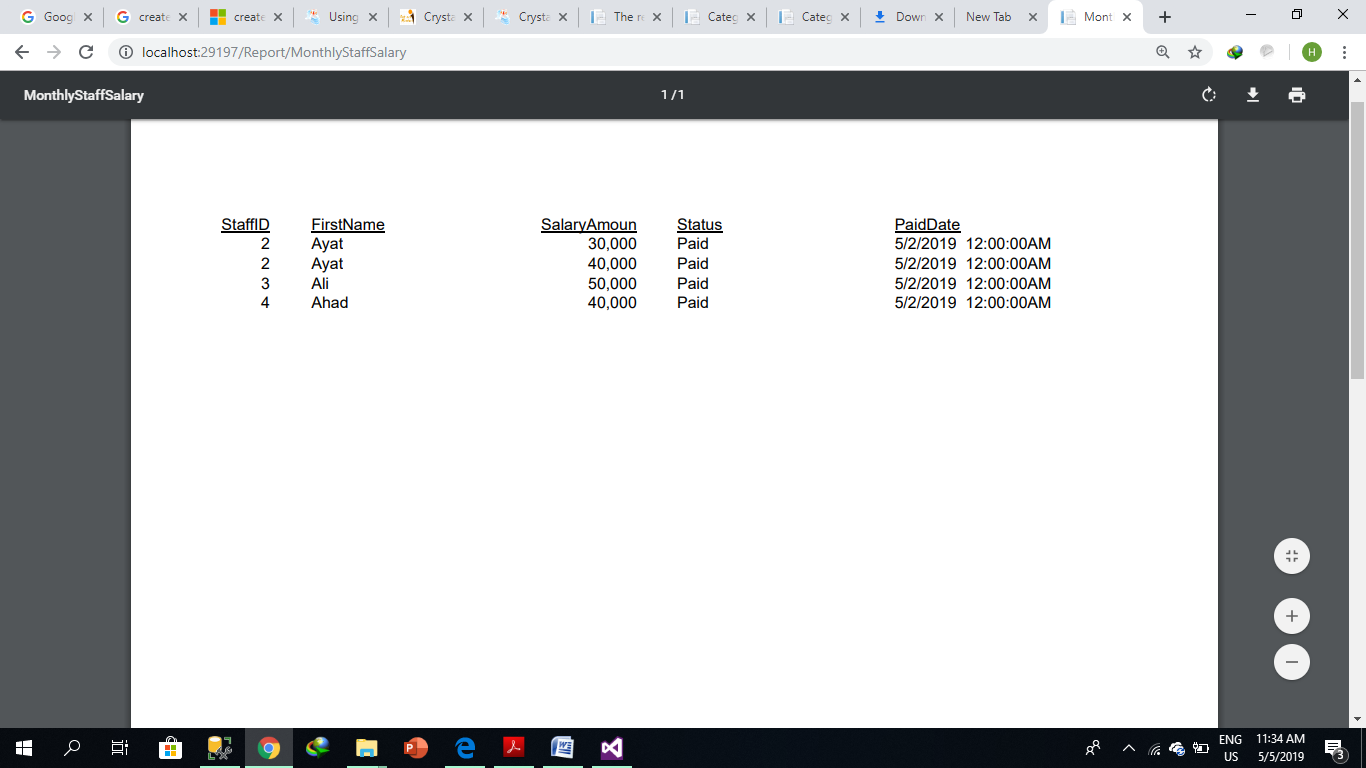 Goog create create Using Crysta Crysta The re Categ Categ Down New Tab Mont
localhost:29197/Report/MonthlyStaffSalary H
MonthlyStaffSalary 1 / 1
StaffID FirstName SalaryAmoun Status PaidDate
2 Ayat 30,000 Paid 5/2/2019 12:00:00AM
2 Ayat 40,000 Paid 5/2/2019 12:00:00AM
3 Ali 50,000 Paid 5/2/2019 12:00:00AM
4 Ahad 40,000 Paid 5/2/2019 12:00:00AM
ENG 11:34 AM
US 5/5/2019 3